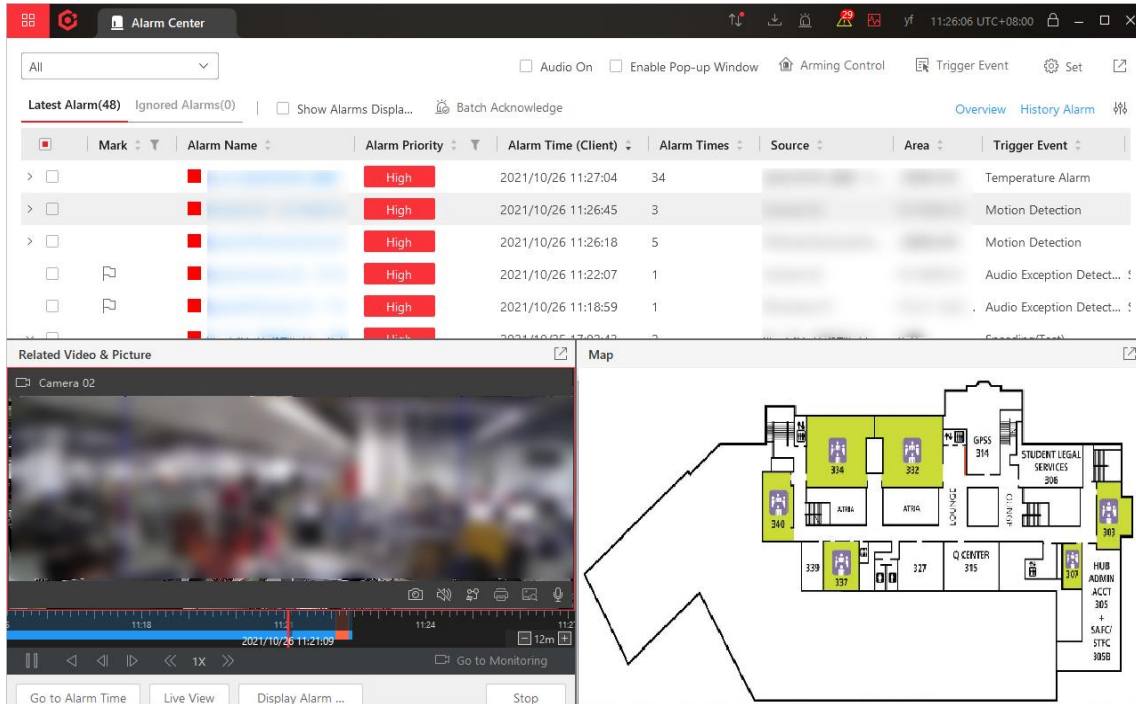 Alarm Center
29
yf 11:26:06 UTC+08:00
All
Audio On
Enable Pop-up Window
Arming Control
Trigger Event
Set
Latest Alarm(48)
Ignored Alarms(0)
Show Alarms Displa...
Batch Acknowledge
Overview
History Alarm
Mark
Alarm Name
Alarm Priority
Alarm Time (Client)
Alarm Times
Source
Area
Trigger Event
High 2021/10/26 11:27:04 34 Temperature Alarm
High 2021/10/26 11:26:45 3 Motion Detection
High 2021/10/26 11:26:18 5 Motion Detection
High 2021/10/26 11:22:07 1 Audio Exception Detect...
High 2021/10/26 11:18:59 1 Audio Exception Detect...
Related Video & Picture
Camera 02
11:18
11:21
11:24
2021/10/26 11:21:09
12m
1X
Go to Monitoring
Go to Alarm Time
Live View
Display Alarm ...
Stop
Map
334
332
GPSS
314
STUDENT LEGAL
SERVICES
306
340
ATRIA
ATRIA
LOUNGE
303
339
337
327
Q CENTER
315
307
HUB
ADMIN
ACCT
305
+
SAFC/
STFC
305B